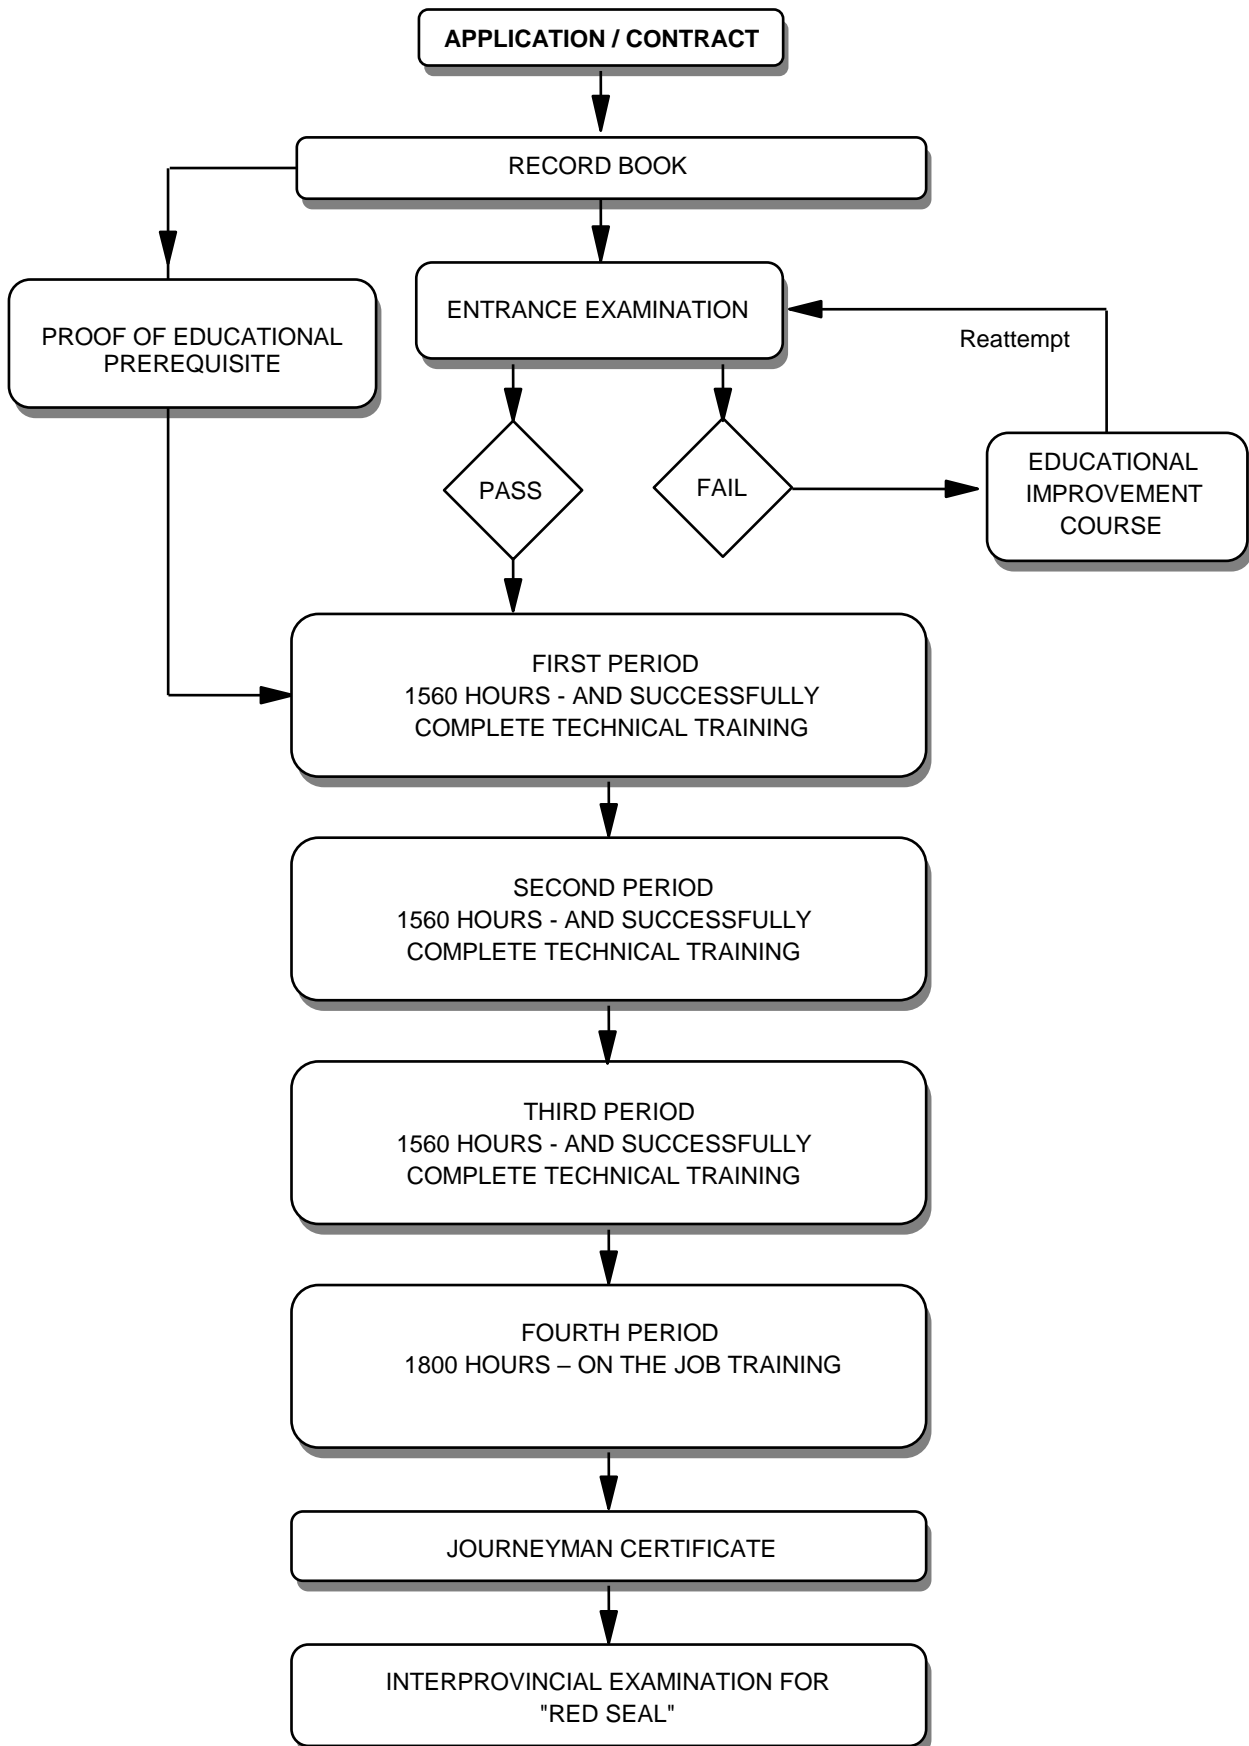 APPLICATION / CONTRACT
RECORD BOOK
PROOF OF EDUCATIONAL
PREREQUISITE
ENTRANCE EXAMINATION
Reattempt
PASS
FAIL
EDUCATIONAL
IMPROVEMENT
COURSE
FIRST PERIOD
1560 HOURS - AND SUCCESSFULLY
COMPLETE TECHNICAL TRAINING
SECOND PERIOD
1560 HOURS - AND SUCCESSFULLY
COMPLETE TECHNICAL TRAINING
THIRD PERIOD
1560 HOURS - AND SUCCESSFULLY
COMPLETE TECHNICAL TRAINING
FOURTH PERIOD
1800 HOURS – ON THE JOB TRAINING
JOURNEYMAN CERTIFICATE
INTERPROVINCIAL EXAMINATION FOR
"RED SEAL"